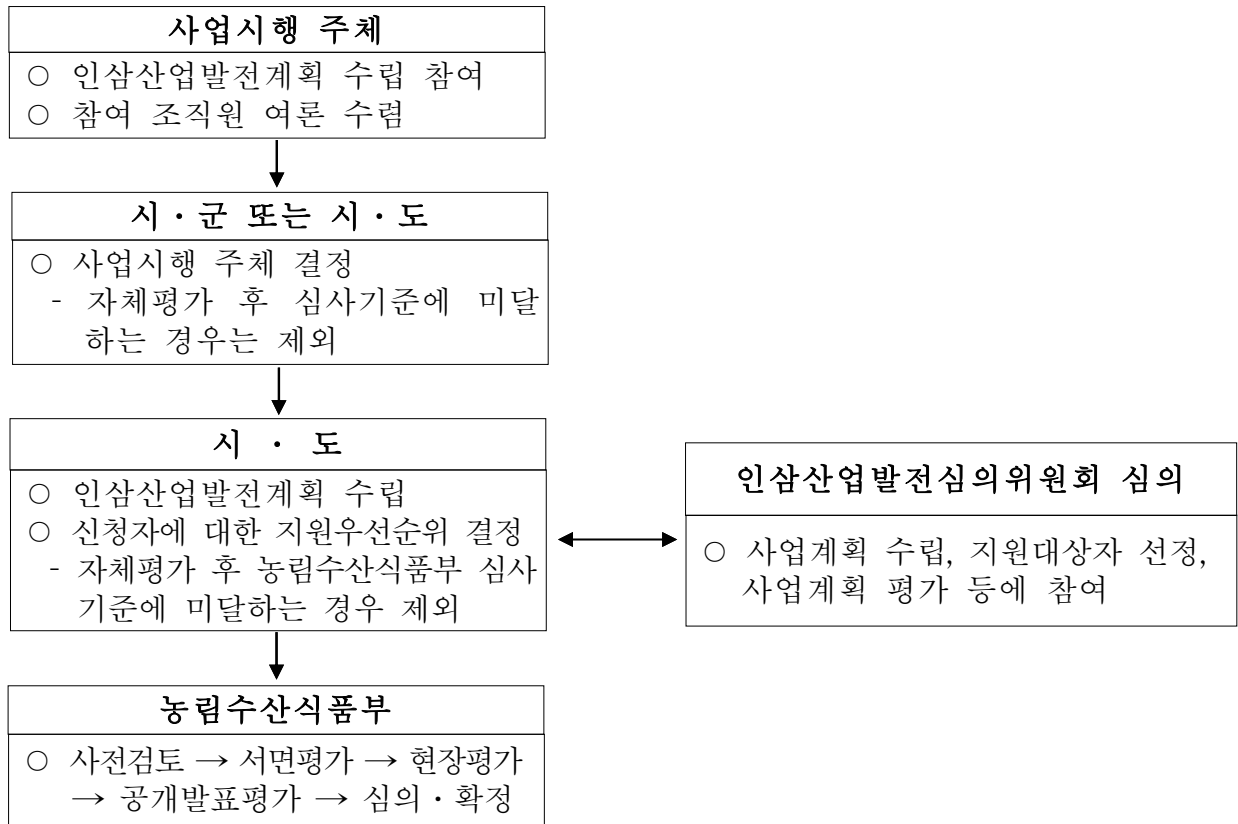 사업시행 주체
○ 인삼산업발전계획 수립 참여
○ 참여 조직원 여론 수렴
시·군 또는 시·도
○ 사업시행 주체 결정
- 자체평가 후 심사기준에 미달
하는 경우는 제외
시 · 도
○ 인삼산업발전계획 수립
○ 신청자에 대한 지원우선순위 결정
- 자체평가 후 농림수산식품부 심사
기준에 미달하는 경우 제외
인삼산업발전심의위원회 심의
○ 사업계획 수립, 지원대상자 선정,
사업계획 평가 등에 참여
농림수산식품부
○ 사전검토 → 서면평가 → 현장평가
→ 공개발표평가 → 심의·확정